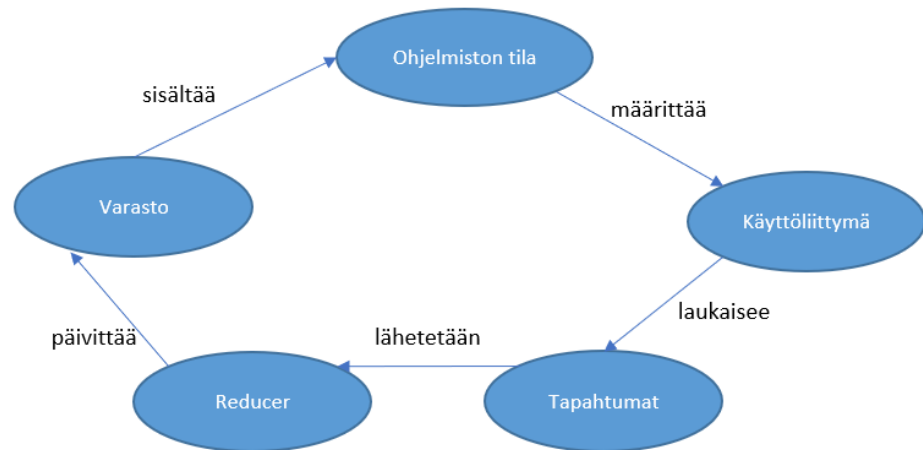 Ohjelmiston tila
sisältää
määrittää
Varasto
Käyttöliittymä
laukaisee
päivittää
lähetetään
Reducer
Tapahtumat